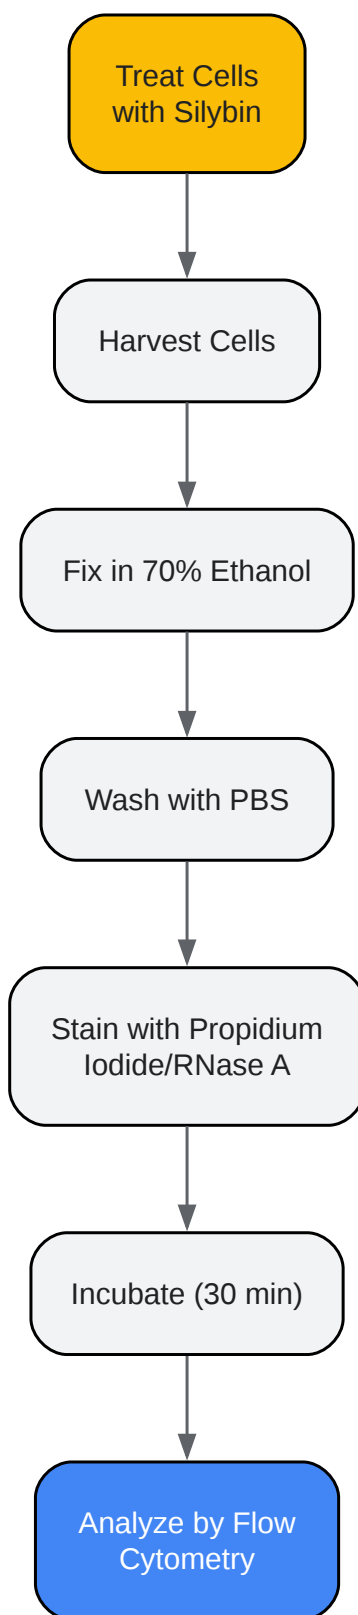 Treat Cells
with Silybin
Harvest Cells
Fix in 70% Ethanol
Wash with PBS
Stain with Propidium
Iodide/RNase A
Incubate (30 min)
Analyze by Flow
Cytometry